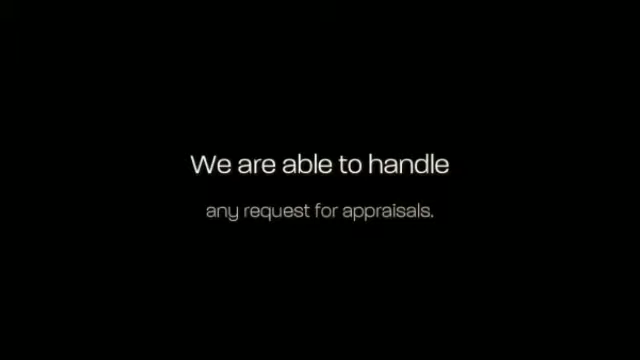 We are able to handle
any request for appraisals.